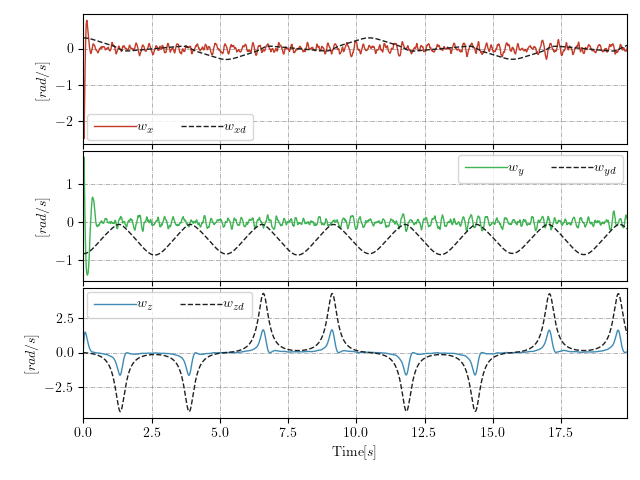 0
−1
−2
[rad/s]
w_x w_xd
1
0
−1
[rad/s]
w_y w_yd
2.5
0.0
−2.5
[rad/s]
w_z w_zd
0.0 2.5 5.0 7.5 10.0 12.5 15.0 17.5
Time[s]